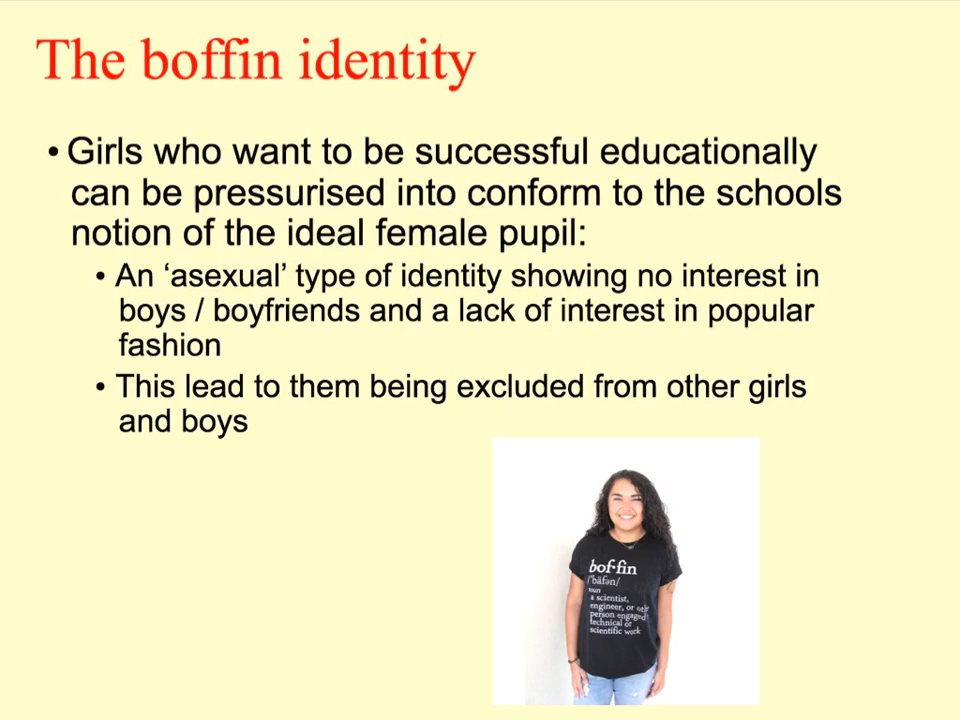 The boffin identity
• Girls who want to be successful educationally
can be pressurised into conform to the schools
notion of the ideal female pupil:
• An ‘asexual’ type of identity showing no interest in
boys / boyfriends and a lack of interest in popular
fashion
• This lead to them being excluded from other girls
and boys
bof·fin
/ˈbäfən/
noun
a scientist,
engineer, or othe
person engaged
technical or
scientific work